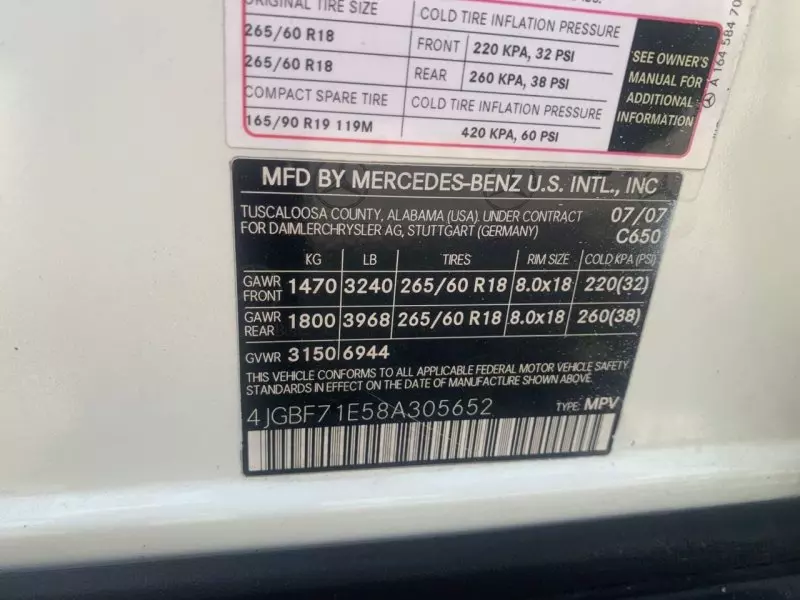 ORIGINAL TIRE SIZE
COLD TIRE INFLATION PRESSURE
265/60 R18
FRONT 220 KPA, 32 PSI
265/60 R18
REAR 260 KPA, 38 PSI
COMPACT SPARE TIRE
COLD TIRE INFLATION PRESSURE
165/90 R19 119M
420 KPA, 60 PSI
SEE OWNER'S
MANUAL FOR
ADDITIONAL
INFORMATION
A 164 584 70
MFD BY MERCEDES-BENZ U.S. INTL., INC
TUSCALOOSA COUNTY, ALABAMA (USA). UNDER CONTRACT 07/07
FOR DAIMLERCHRYSLER AG, STUTTGART (GERMANY) C650
KG LB TIRES RIM SIZE COLD KPA (PSI)
GAWR FRONT 1470 3240 265/60 R18 8.0x18 220(32)
GAWR REAR 1800 3968 265/60 R18 8.0x18 260(38)
GVWR 3150 6944
THIS VEHICLE CONFORMS TO ALL APPLICABLE FEDERAL MOTOR VEHICLE SAFETY
STANDARDS IN EFFECT ON THE DATE OF MANUFACTURE SHOWN ABOVE.
4JGBF71E58A305652 TYPE: MPV